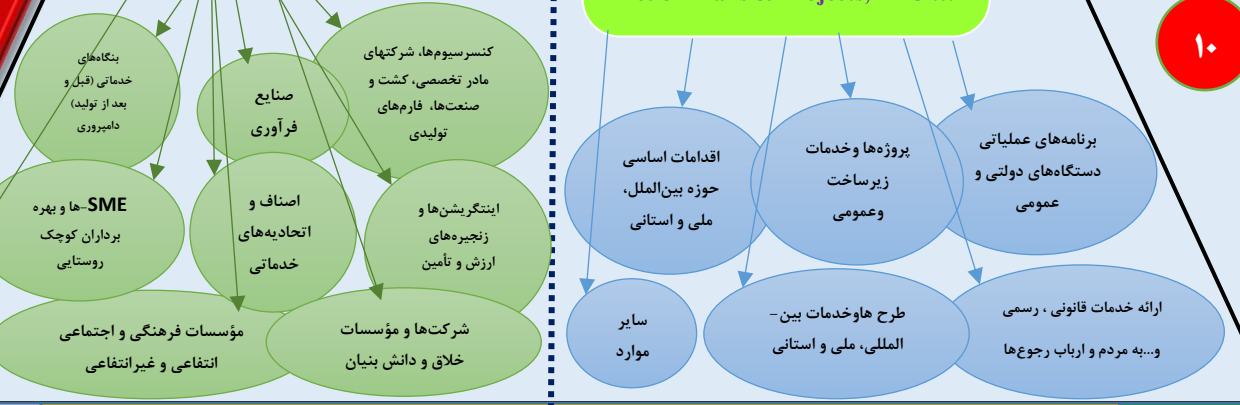 ۱۰
برنامه‌های عملیاتی
دستگاه‌های دولتی و
عمومی
پروژه‌ها وخدمات
زیرساخت
وعمومی
اقدامات اساسی
حوزه بین‌الملل،
ملی و استانی
ارائه خدمات قانونی ، رسمی
و...به مردم و ارباب رجوع‌ها
طرح هاوخدمات بین-
المللی، ملی و استانی
سایر
موارد
کنسرسیوم‌ها، شرکتهای
مادر تخصصی، کشت و
صنعت‌ها، فارم‌های
تولیدی
صنایع
فرآوری
بنگاه‌های
خدماتی (قبل و
بعد از تولید)
دامپروری
اینتگریشن‌ها و
زنجیره‌های
ارزش و تأمین
اصناف و
اتحادیه‌های
خدماتی
SME-ها و بهره
برداران کوچک
روستایی
شرکت‌ها و مؤسسات
خلاق و دانش بنیان
مؤسسات فرهنگی و اجتماعی
انتفاعی و غیرانتفاعی